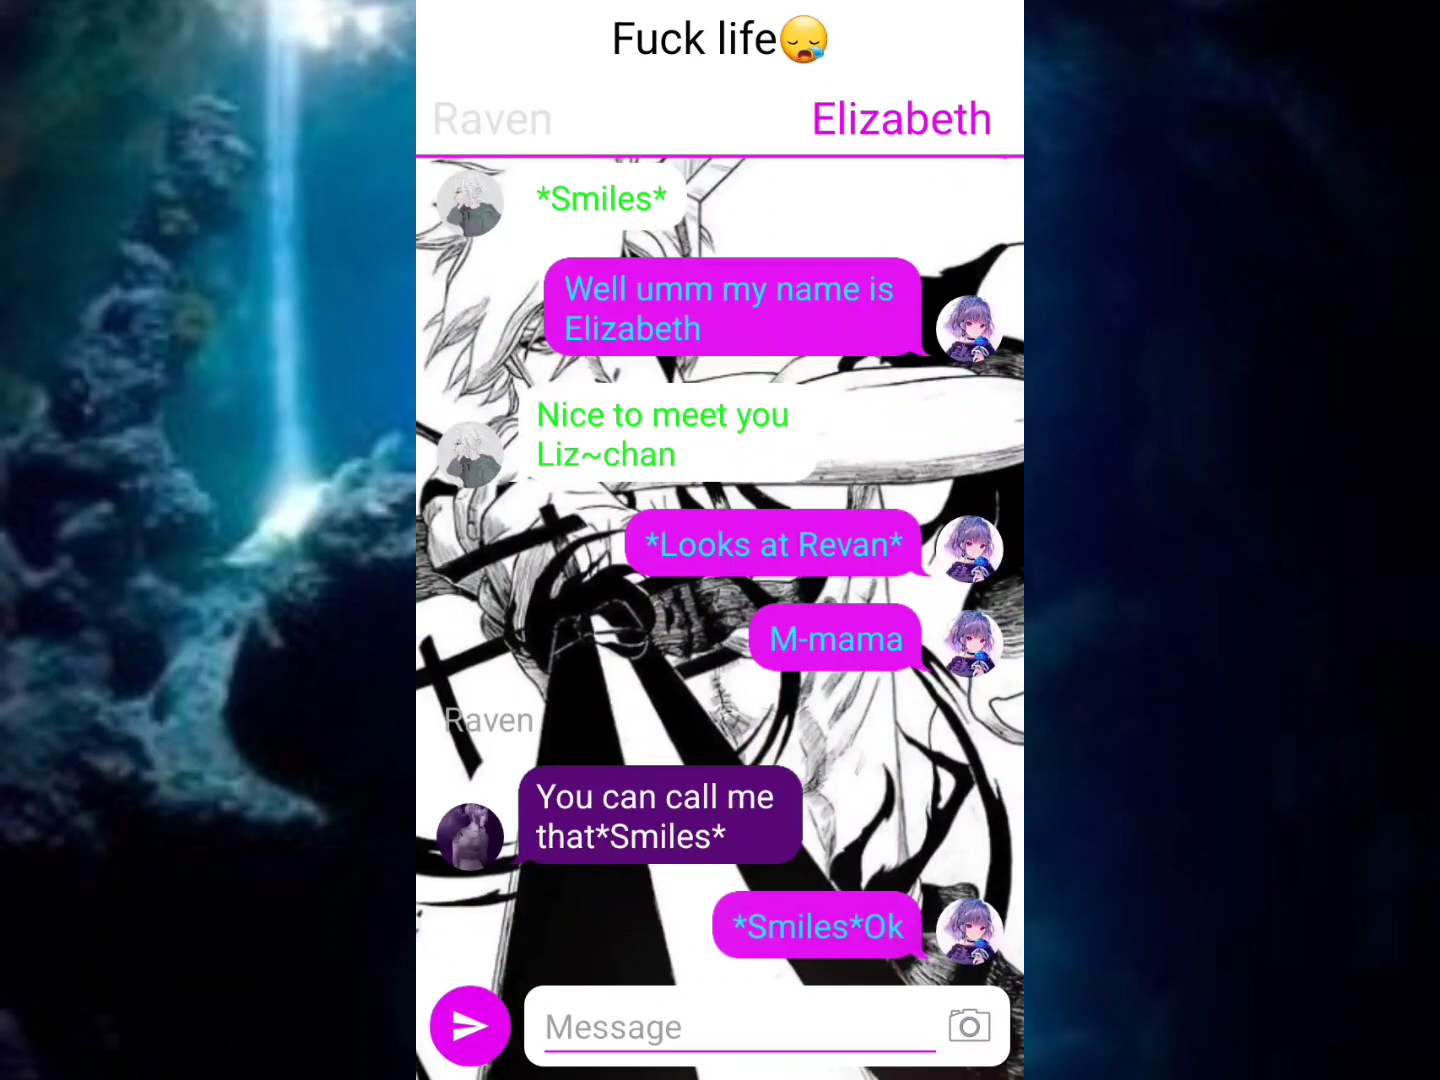 Fuck life😪
Raven
Elizabeth
*Smiles*
Well umm my name is
Elizabeth
Nice to meet you
Liz~chan
*Looks at Revan*
M-mama
Raven
You can call me
that*Smiles*
*Smiles*Ok
Message